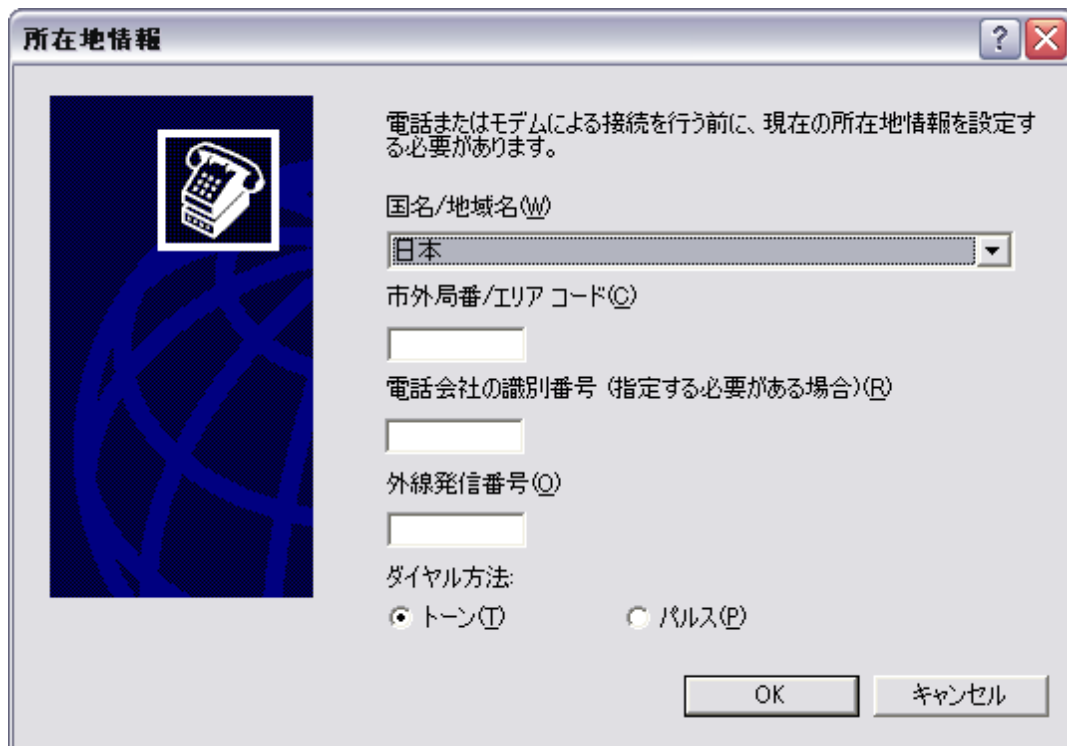 所在地情報
電話またはモデムによる接続を行う前に、現在の所在地情報を設定す
る必要があります。
国名/地域名(W)
日本
市外局番/エリア コード(C)
電話会社の識別番号 (指定する必要がある場合)(R)
外線発信番号(O)
ダイヤル方法:
トーン(T) パルス(P)
OK キャンセル